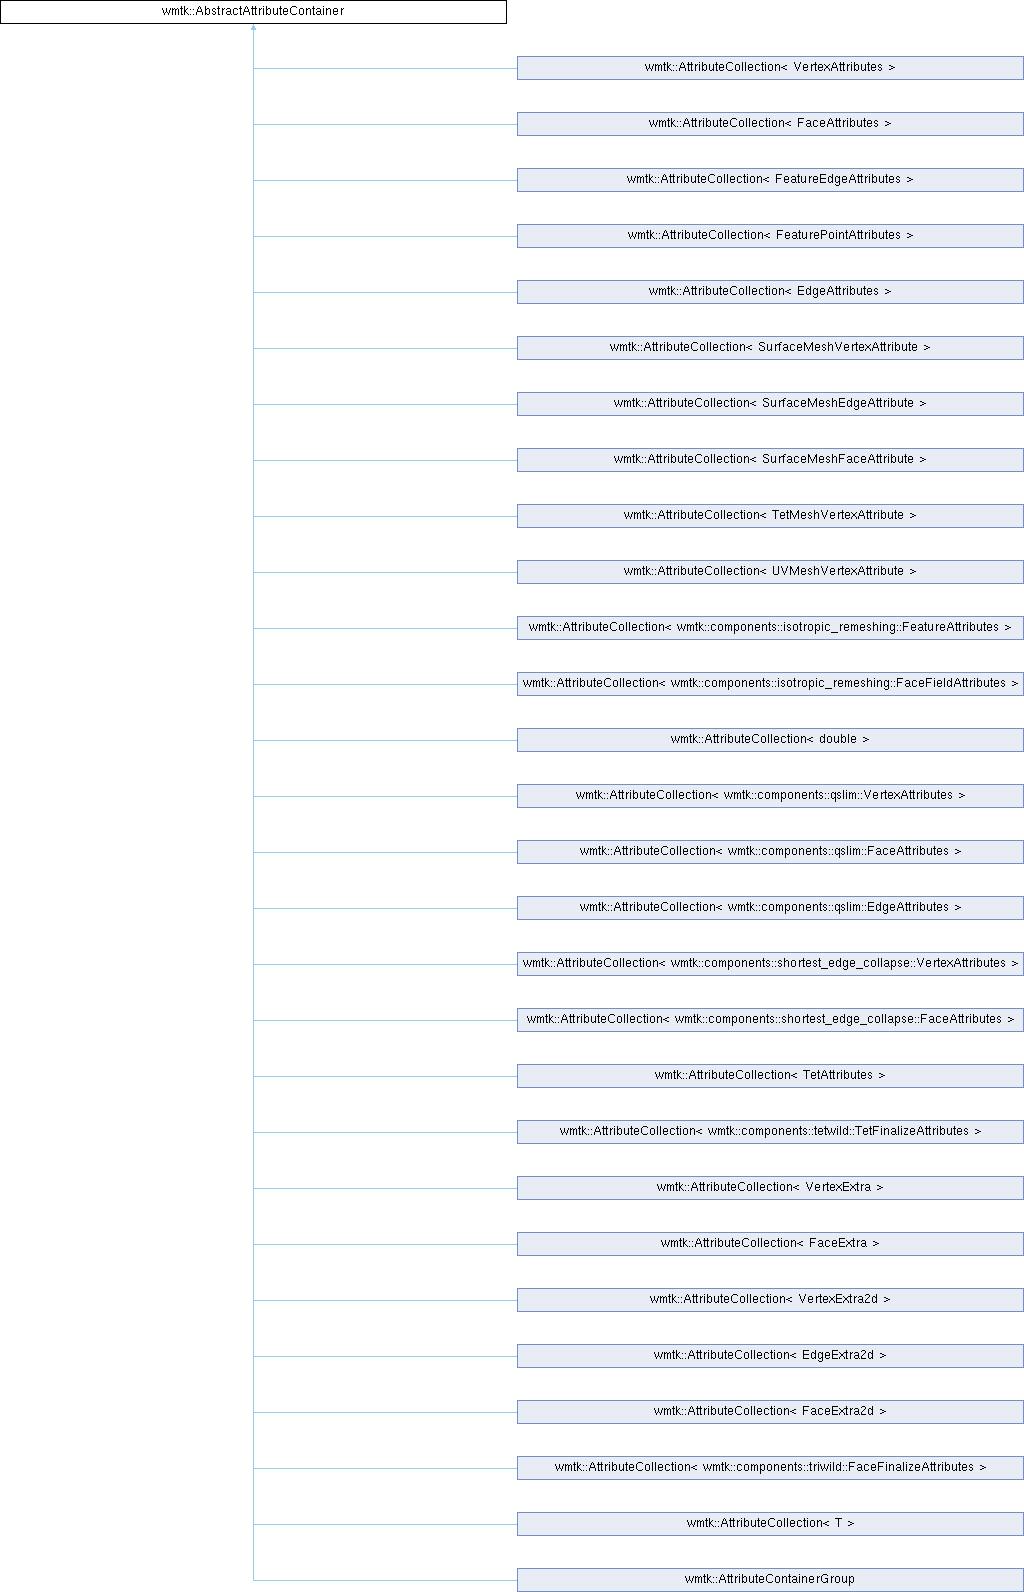 wmtk::AbstractAttributeContainer
wmtk::AttributeCollection< VertexAttributes >
wmtk::AttributeCollection< FaceAttributes >
wmtk::AttributeCollection< FeatureEdgeAttributes >
wmtk::AttributeCollection< FeaturePointAttributes >
wmtk::AttributeCollection< EdgeAttributes >
wmtk::AttributeCollection< SurfaceMeshVertexAttribute >
wmtk::AttributeCollection< SurfaceMeshEdgeAttribute >
wmtk::AttributeCollection< SurfaceMeshFaceAttribute >
wmtk::AttributeCollection< TetMeshVertexAttribute >
wmtk::AttributeCollection< UVMeshVertexAttribute >
wmtk::AttributeCollection< wmtk::components::isotropic_remeshing::FeatureAttributes >
wmtk::AttributeCollection< wmtk::components::isotropic_remeshing::FaceFieldAttributes >
wmtk::AttributeCollection< double >
wmtk::AttributeCollection< wmtk::components::qslim::VertexAttributes >
wmtk::AttributeCollection< wmtk::components::qslim::FaceAttributes >
wmtk::AttributeCollection< wmtk::components::qslim::EdgeAttributes >
wmtk::AttributeCollection< wmtk::components::shortest_edge_collapse::VertexAttributes >
wmtk::AttributeCollection< wmtk::components::shortest_edge_collapse::FaceAttributes >
wmtk::AttributeCollection< TetAttributes >
wmtk::AttributeCollection< wmtk::components::tetwild::TetFinalizeAttributes >
wmtk::AttributeCollection< VertexExtra >
wmtk::AttributeCollection< FaceExtra >
wmtk::AttributeCollection< VertexExtra2d >
wmtk::AttributeCollection< EdgeExtra2d >
wmtk::AttributeCollection< FaceExtra2d >
wmtk::AttributeCollection< wmtk::components::triwild::FaceFinalizeAttributes >
wmtk::AttributeCollection< T >
wmtk::AttributeContainerGroup